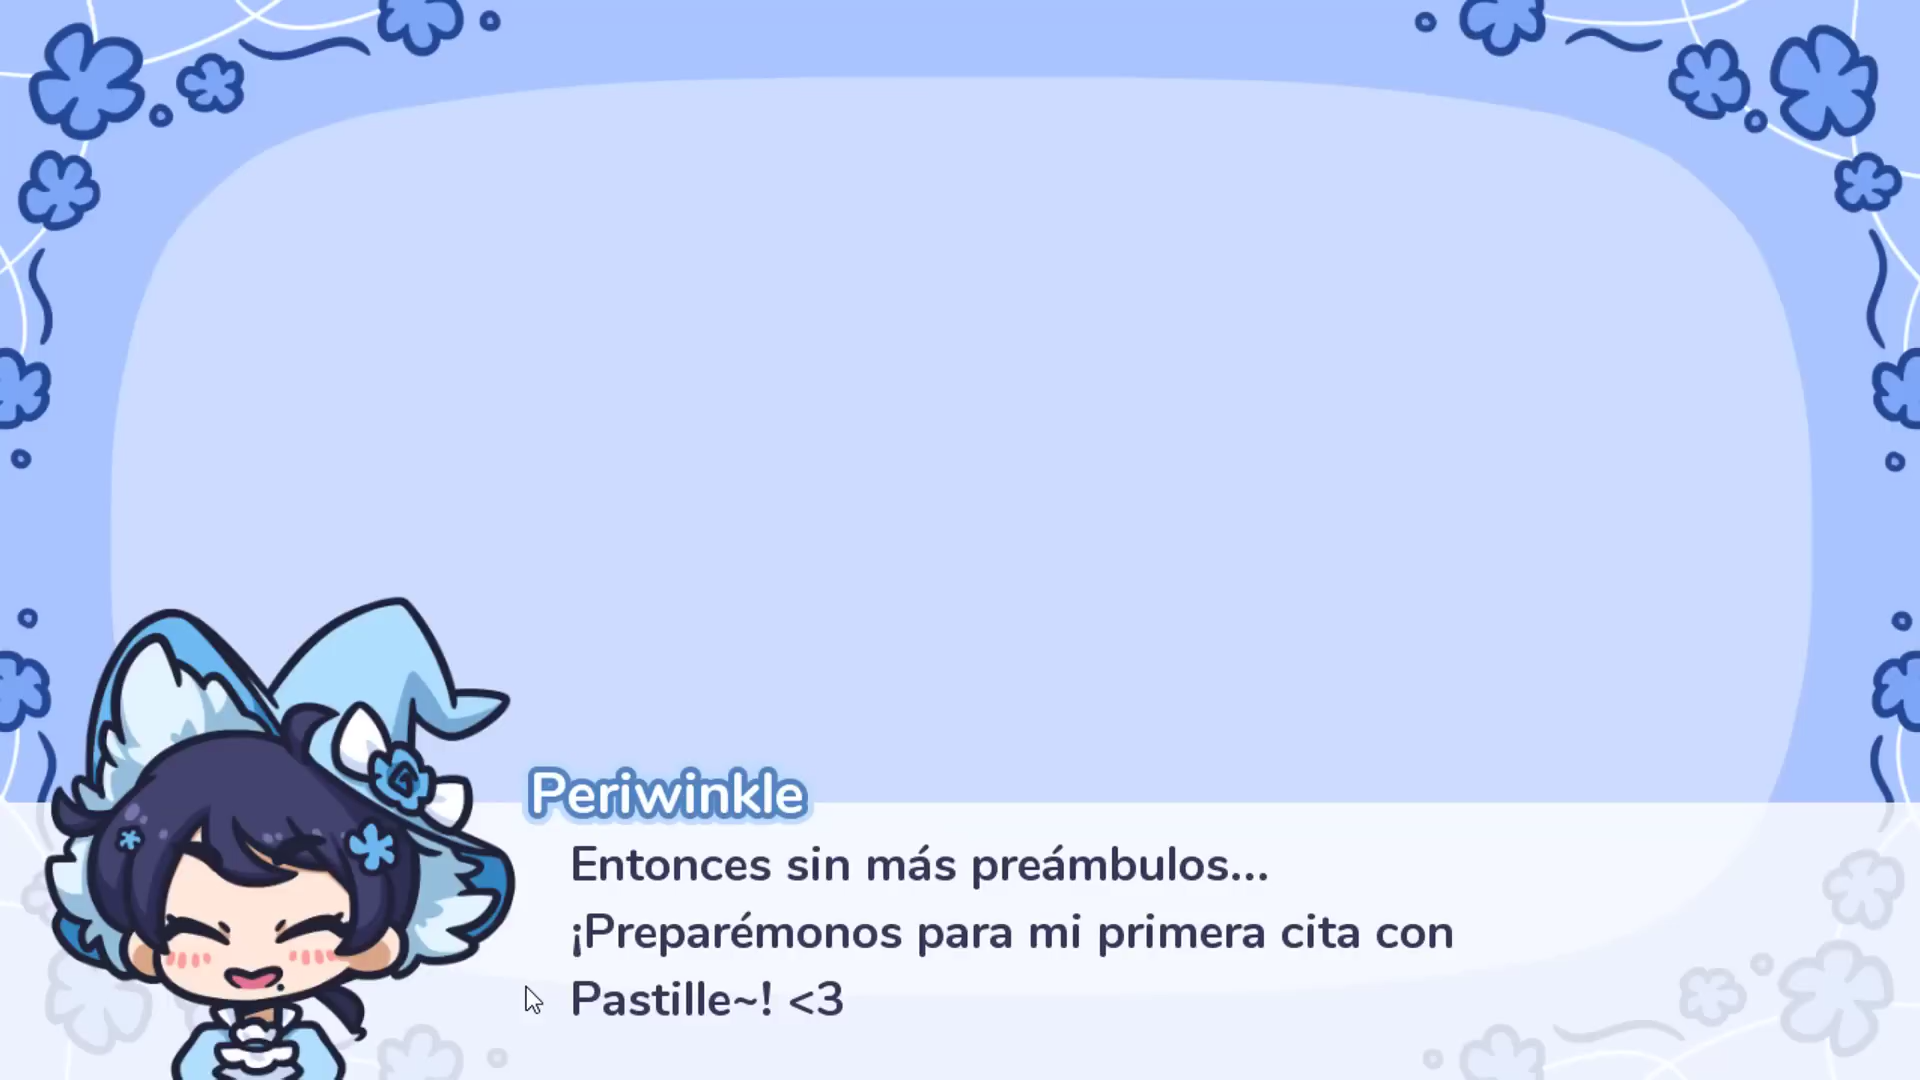 Periwinkle
Entonces sin más preámbulos...
¡Preparémonos para mi primera cita con
Pastille~! <3